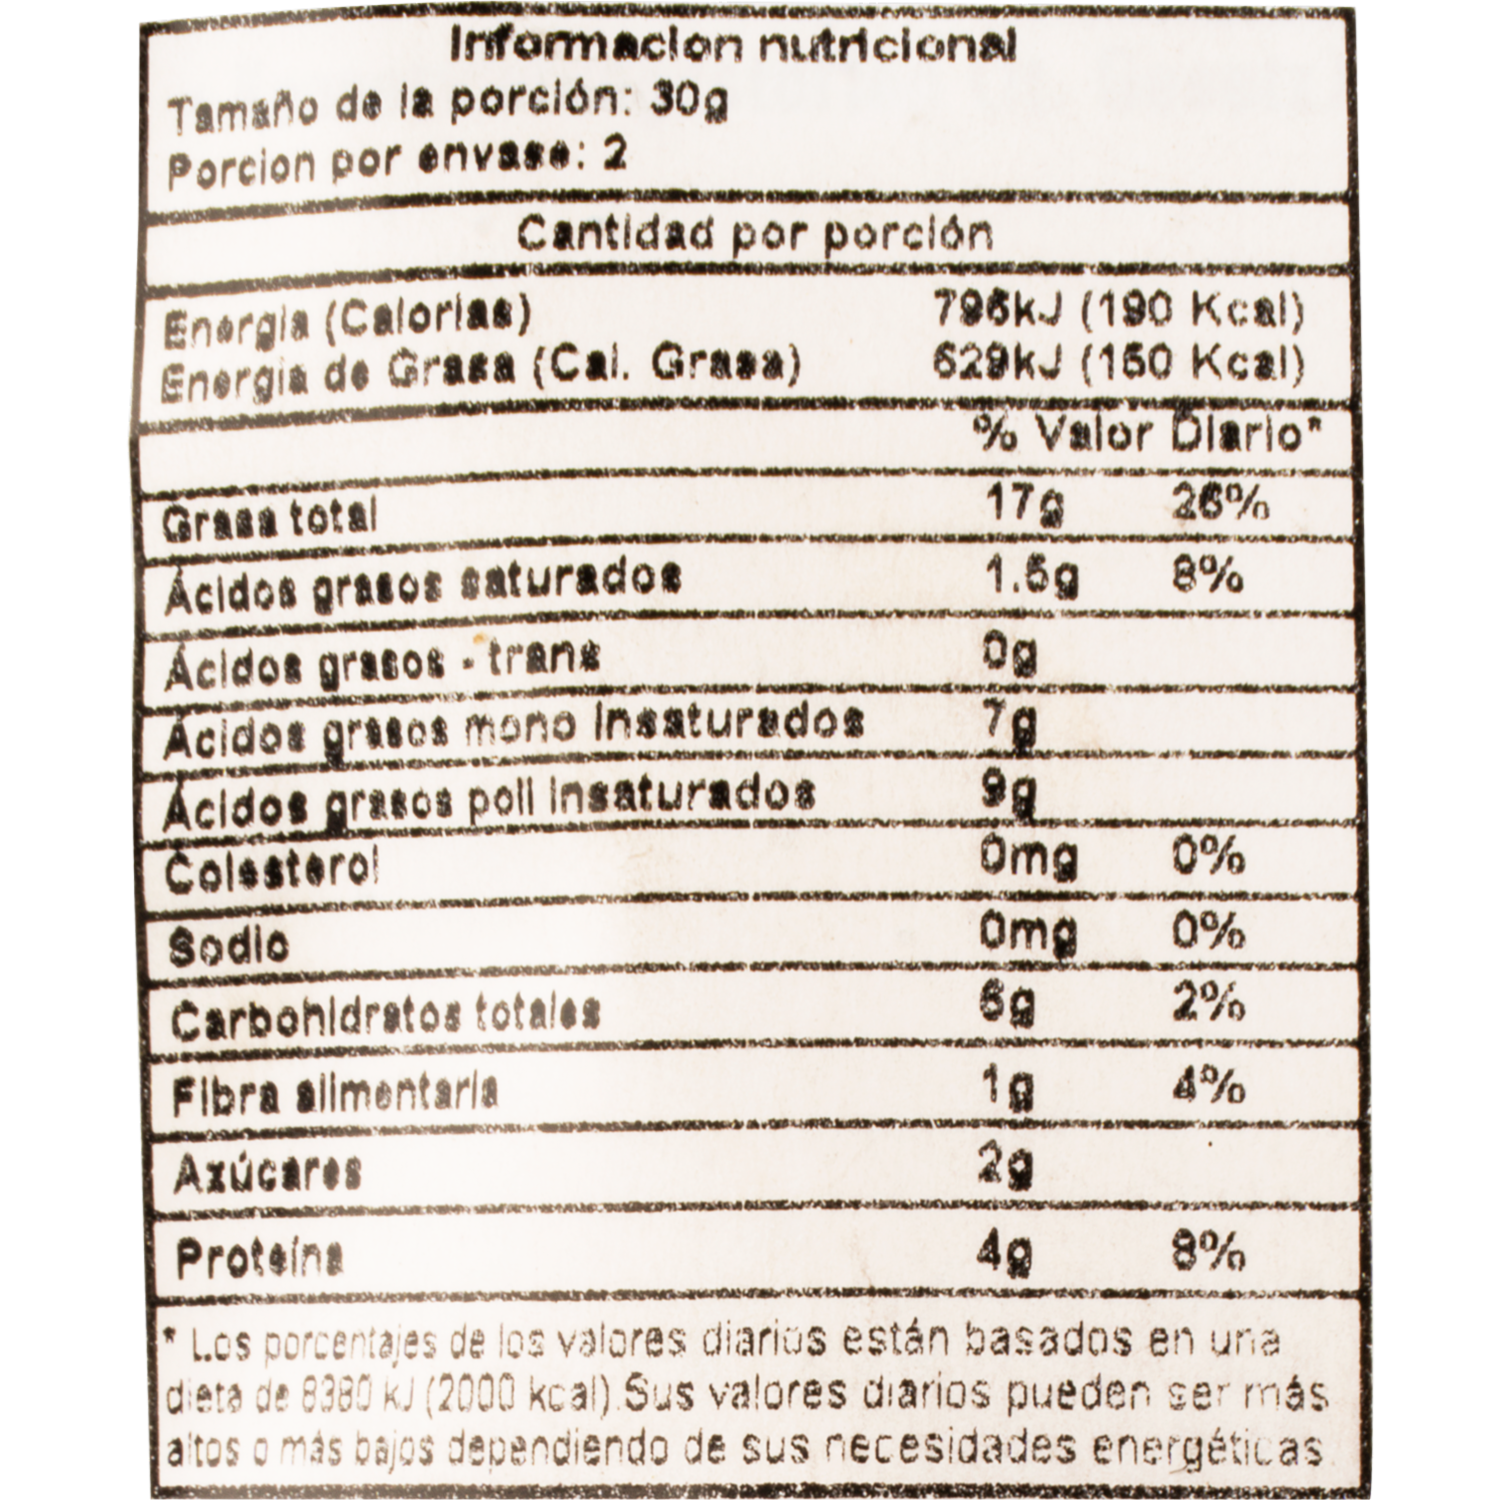 Informacion nutricional
Tamaño de la porción: 30g
Porcion por envase: 2
Cantidad por porción
Energia (Calorias) 796kJ (190 Kcal)
Energia de Grasa (Cal. Grasa) 629kJ (150 Kcal)
% Valor Diario*
Grasa total 17g 26%
Ácidos grasos saturados 1.5g 8%
Ácidos grasos - trans 0g
Ácidos grasos mono insaturados 7g
Ácidos grasos poli insaturados 9g
Colesterol 0mg 0%
Sodio 0mg 0%
Carbohidratos totales 6g 2%
Fibra alimentaria 1g 4%
Azúcares 2g
Proteína 4g 8%
* Los porcentajes de los valores diarios están basados en una
dieta de 8380 kJ (2000 kcal).Sus valores diarios pueden ser más
altos o más bajos dependiendo de sus necesidades energéticas